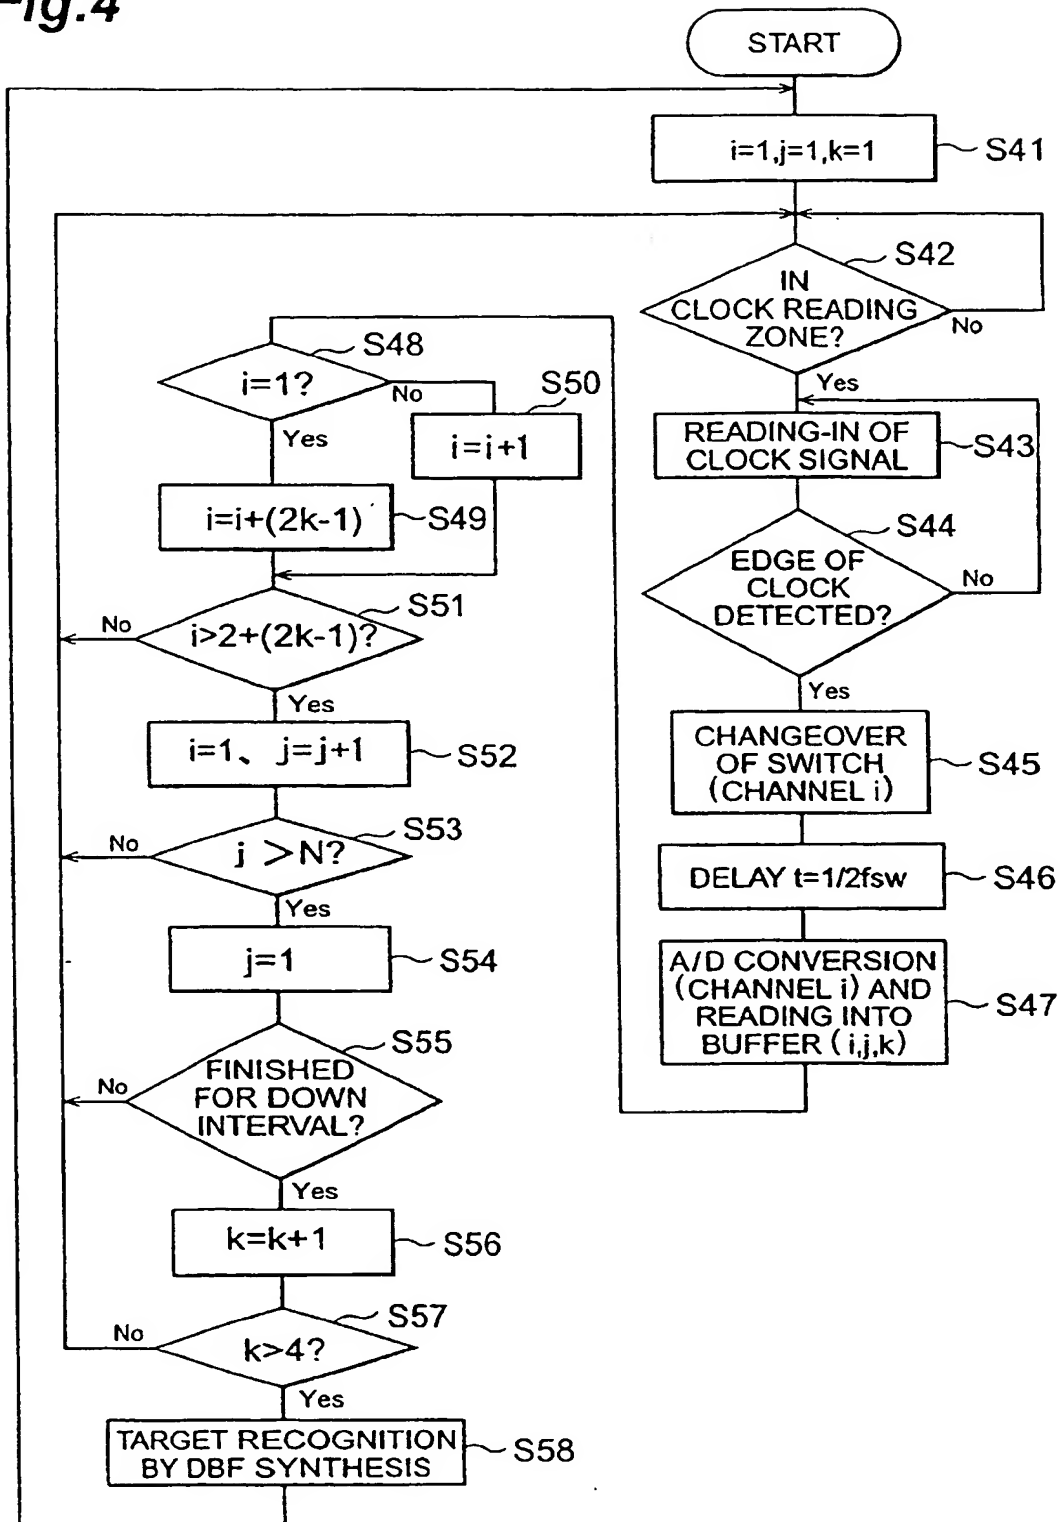 Fig.4
START
i=1,j=1,k=1
S41
S42
IN
CLOCK READING
ZONE?
No
Yes
READING-IN OF
CLOCK SIGNAL
S43
S44
EDGE OF
CLOCK
DETECTED?
No
Yes
CHANGEOVER
OF SWITCH
(CHANNEL i)
S45
DELAY t=1/2fsw
S46
A/D CONVERSION
(CHANNEL i) AND
READING INTO
BUFFER (i,j,k)
S47
S48
i=1?
No
Yes
S50
i=i+1
i=i+(2k-1)
S49
S51
i>2+(2k-1)?
No
Yes
i=1、 j=j+1
S52
S53
j >N?
No
Yes
j=1
S54
S55
FINISHED
FOR DOWN
INTERVAL?
No
Yes
k=k+1
S56
S57
k>4?
No
Yes
TARGET RECOGNITION
BY DBF SYNTHESIS
S58